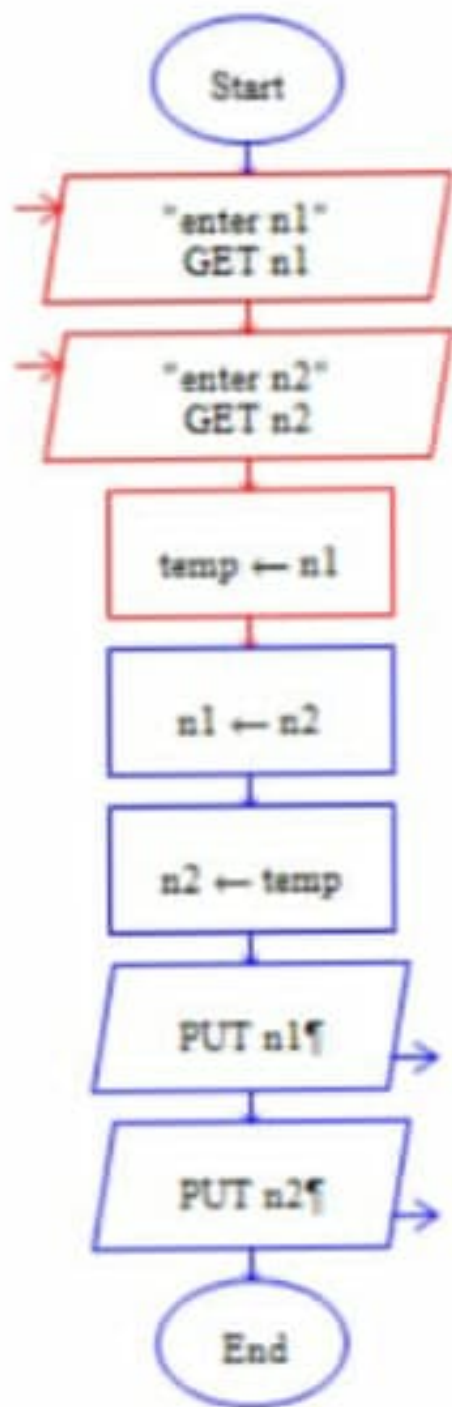 Start
"enter n1"
GET n1
"enter n2"
GET n2
temp ← n1
n1 ← n2
n2 ← temp
PUT n1¶
PUT n2¶
End